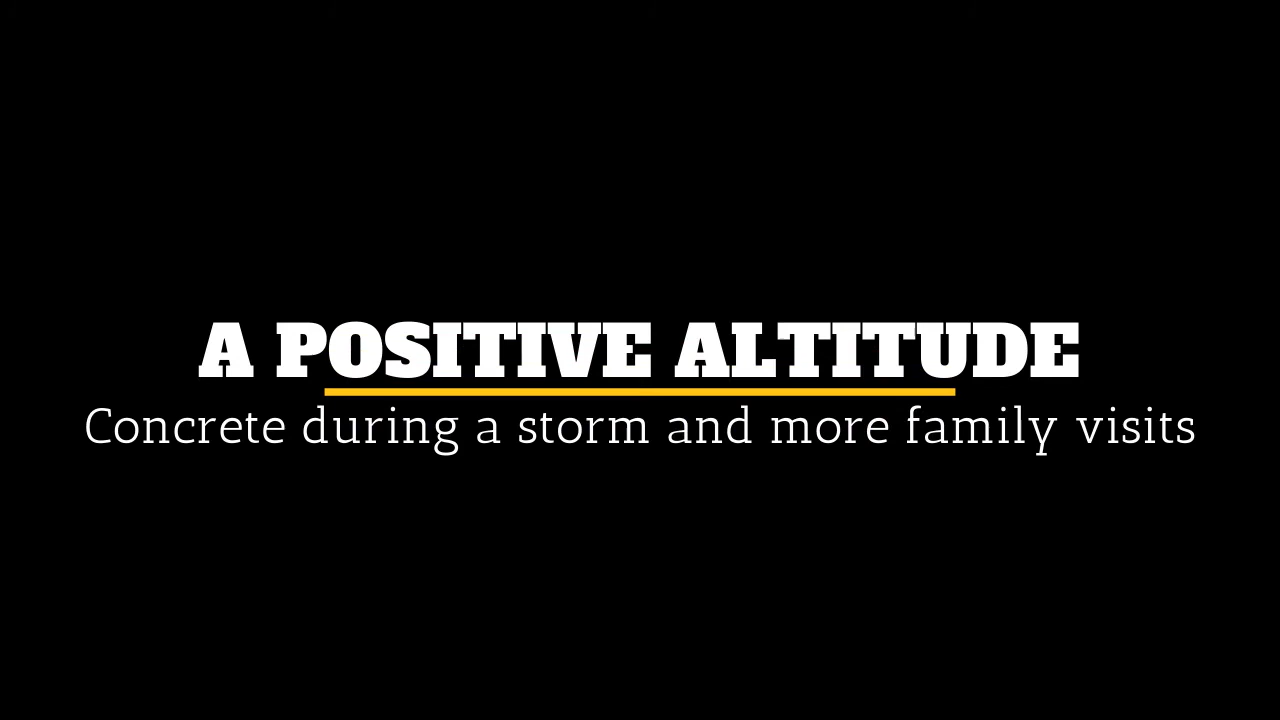 A POSITIVE ALTITUDE
Concrete during a storm and more family visits